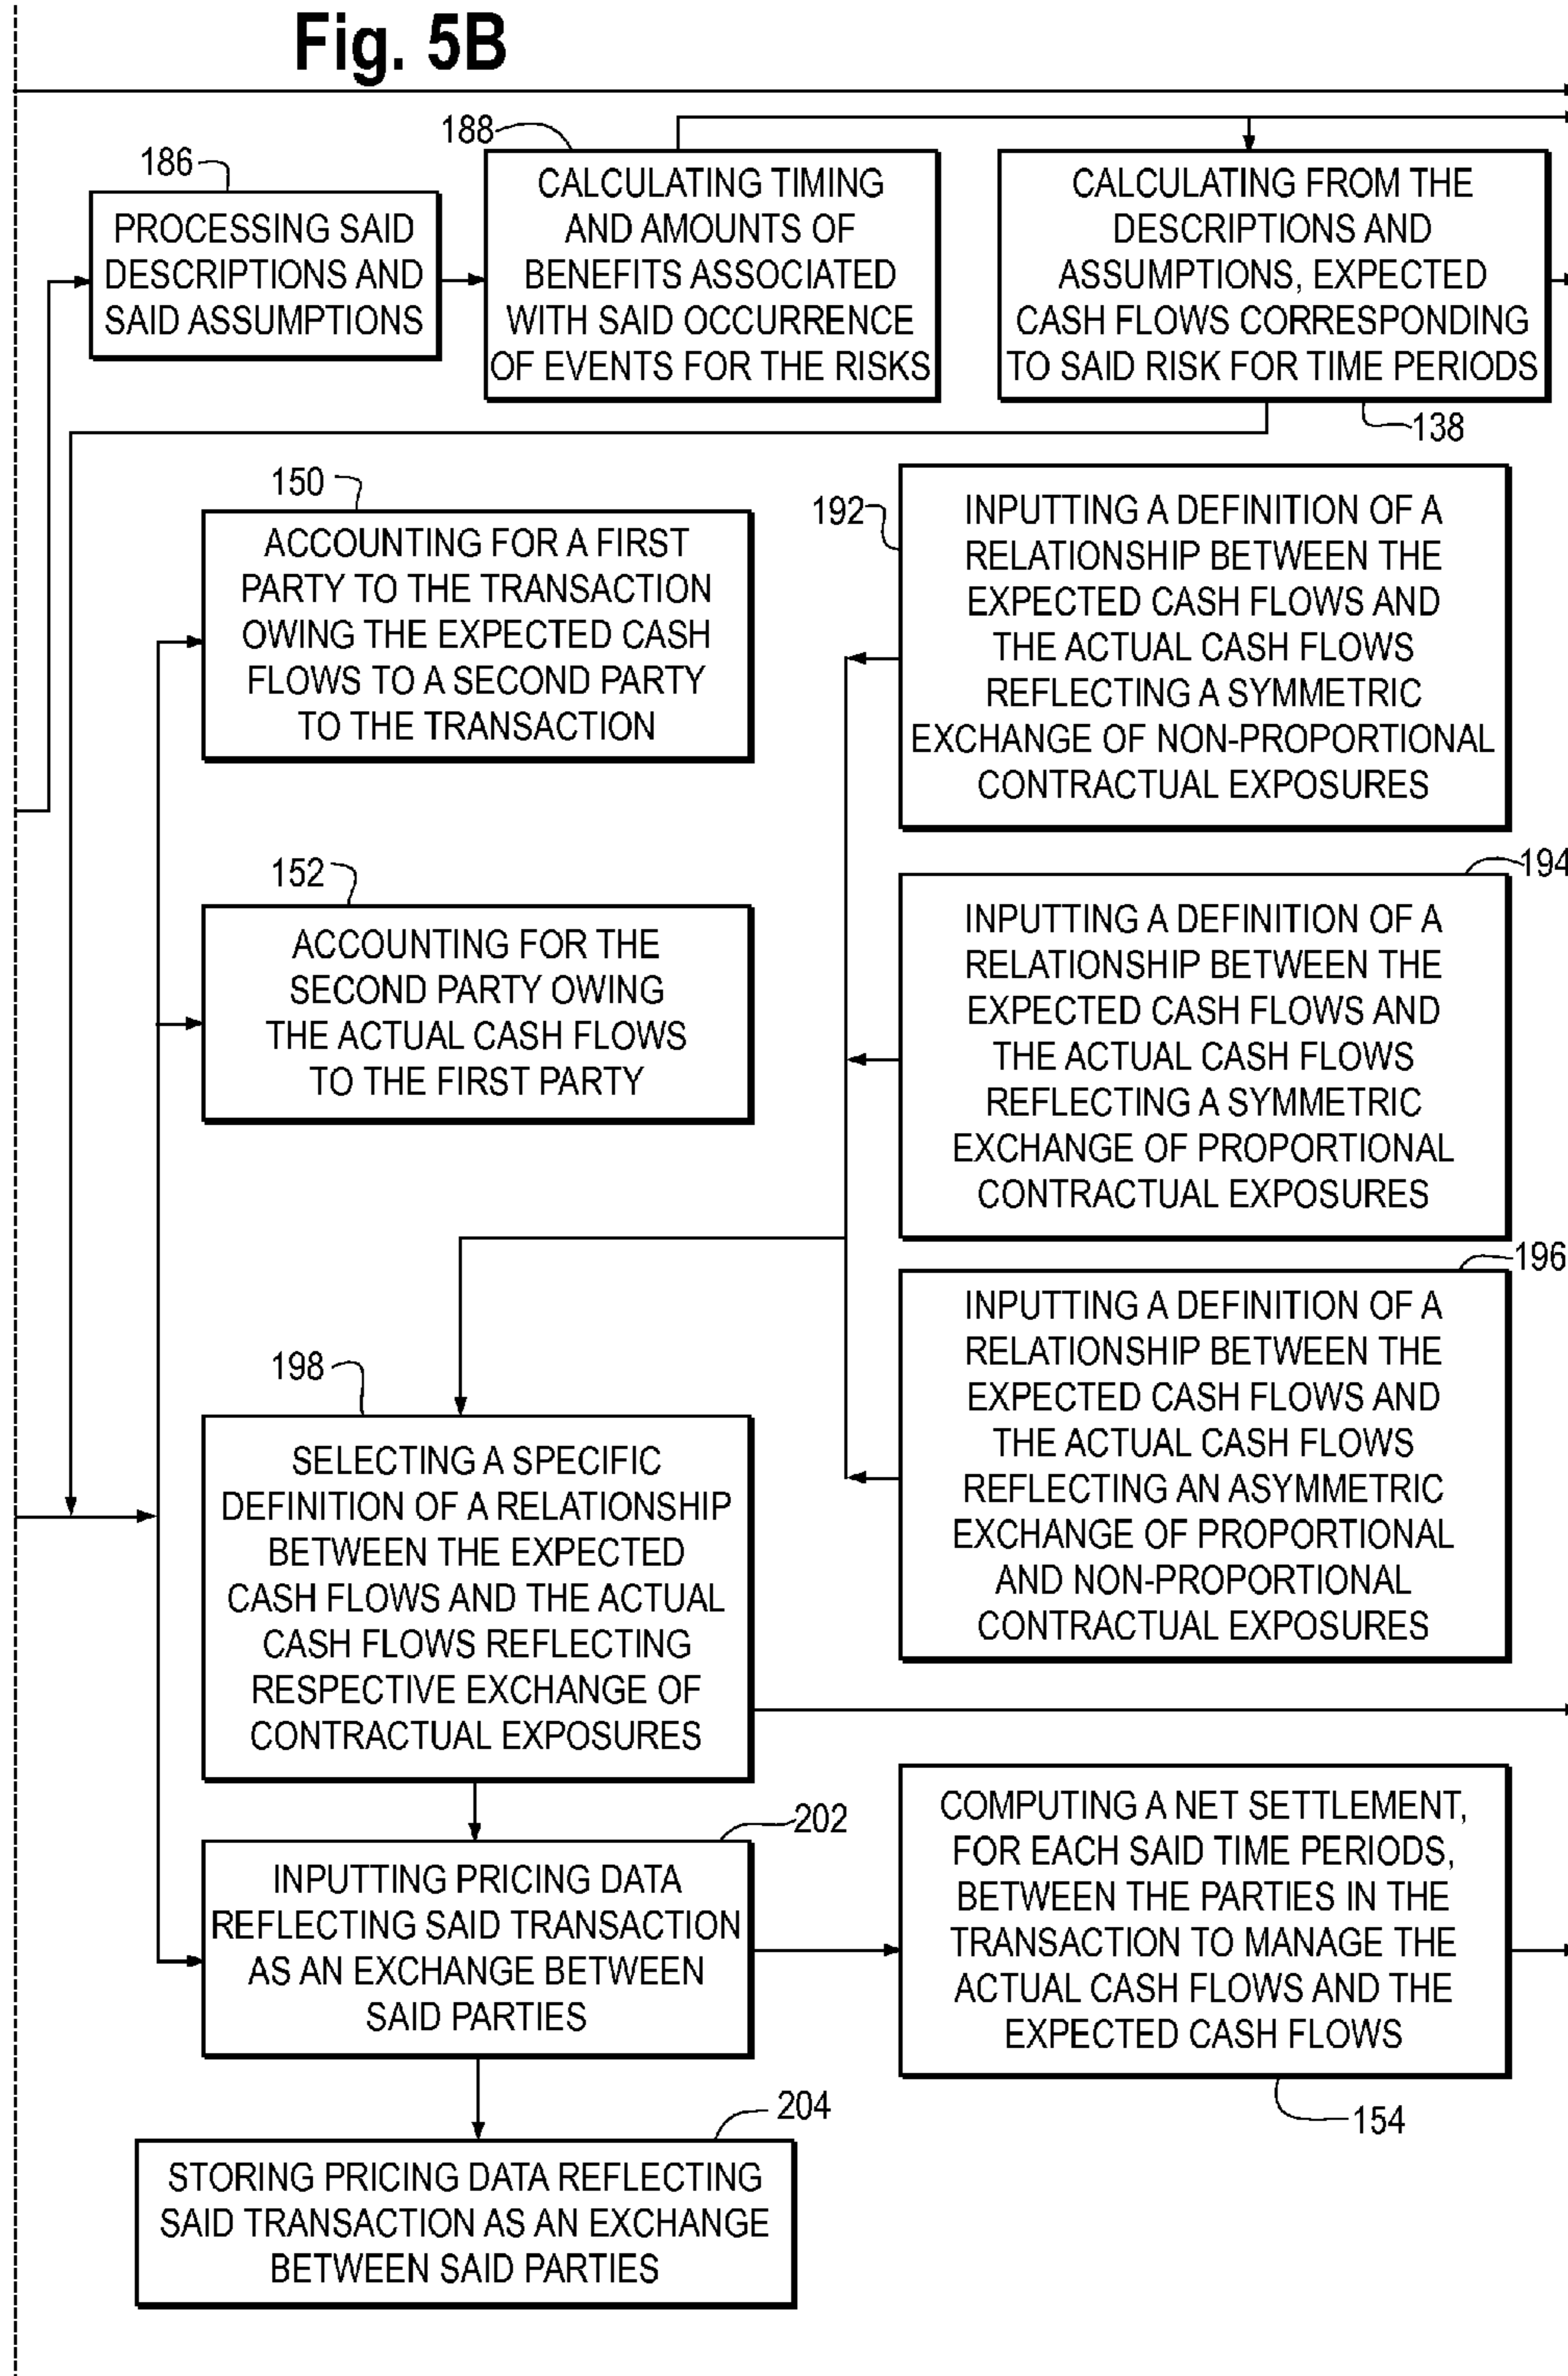 Fig. 5B
186
PROCESSING SAID
DESCRIPTIONS AND
SAID ASSUMPTIONS
188
CALCULATING TIMING
AND AMOUNTS OF
BENEFITS ASSOCIATED
WITH SAID OCCURRENCE
OF EVENTS FOR THE RISKS
CALCULATING FROM THE
DESCRIPTIONS AND
ASSUMPTIONS, EXPECTED
CASH FLOWS CORRESPONDING
TO SAID RISK FOR TIME PERIODS
138
150
ACCOUNTING FOR A FIRST
PARTY TO THE TRANSACTION
OWING THE EXPECTED CASH
FLOWS TO A SECOND PARTY
TO THE TRANSACTION
192
INPUTTING A DEFINITION OF A
RELATIONSHIP BETWEEN THE
EXPECTED CASH FLOWS AND
THE ACTUAL CASH FLOWS
REFLECTING A SYMMETRIC
EXCHANGE OF NON-PROPORTIONAL
CONTRACTUAL EXPOSURES
152
ACCOUNTING FOR THE
SECOND PARTY OWING
THE ACTUAL CASH FLOWS
TO THE FIRST PARTY
194
INPUTTING A DEFINITION OF A
RELATIONSHIP BETWEEN THE
EXPECTED CASH FLOWS AND
THE ACTUAL CASH FLOWS
REFLECTING A SYMMETRIC
EXCHANGE OF PROPORTIONAL
CONTRACTUAL EXPOSURES
196
INPUTTING A DEFINITION OF A
RELATIONSHIP BETWEEN THE
EXPECTED CASH FLOWS AND
THE ACTUAL CASH FLOWS
REFLECTING AN ASYMMETRIC
EXCHANGE OF PROPORTIONAL
AND NON-PROPORTIONAL
CONTRACTUAL EXPOSURES
198
SELECTING A SPECIFIC
DEFINITION OF A RELATIONSHIP
BETWEEN THE EXPECTED
CASH FLOWS AND THE ACTUAL
CASH FLOWS REFLECTING
RESPECTIVE EXCHANGE OF
CONTRACTUAL EXPOSURES
202
INPUTTING PRICING DATA
REFLECTING SAID TRANSACTION
AS AN EXCHANGE BETWEEN
SAID PARTIES
COMPUTING A NET SETTLEMENT,
FOR EACH SAID TIME PERIODS,
BETWEEN THE PARTIES IN THE
TRANSACTION TO MANAGE THE
ACTUAL CASH FLOWS AND THE
EXPECTED CASH FLOWS
154
204
STORING PRICING DATA REFLECTING
SAID TRANSACTION AS AN EXCHANGE
BETWEEN SAID PARTIES